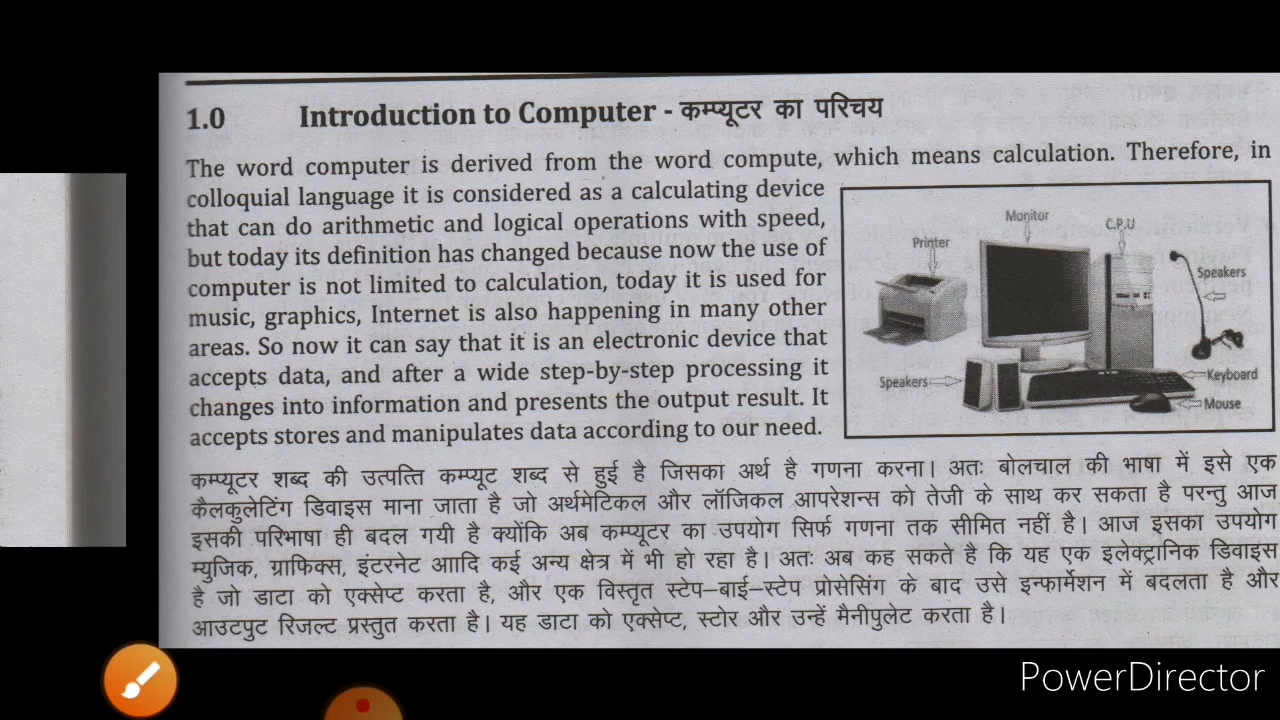 1.0 Introduction to Computer - कम्प्यूटर का परिचय
The word computer is derived from the word compute, which means calculation. Therefore, in
colloquial language it is considered as a calculating device
that can do arithmetic and logical operations with speed,
but today its definition has changed because now the use of
computer is not limited to calculation, today it is used for
music, graphics, Internet is also happening in many other
areas. So now it can say that it is an electronic device that
accepts data, and after a wide step-by-step processing it
changes into information and presents the output result. It
accepts stores and manipulates data according to our need.
Monitor
C.P.U
Printer
Speakers
Speakers
Keyboard
Mouse
कम्प्यूटर शब्द की उत्पत्ति कम्प्यूट शब्द से हुई है जिसका अर्थ है गणना करना। अतः बोलचाल की भाषा में इसे एक
कैलकुलेटिंग डिवाइस माना जाता है जो अर्थमेटिकल और लॉजिकल आपरेशन्स को तेजी के साथ कर सकता है परन्तु आज
इसकी परिभाषा ही बदल गयी है क्योंकि अब कम्प्यूटर का उपयोग सिर्फ गणना तक सीमित नहीं है। आज इसका उपयोग
म्युजिक, ग्राफिक्स, इंटरनेट आादि कई अन्य क्षेत्र में भी हो रहा है। अतः अब कह सकते है कि यह एक इलेक्ट्रानिक डिवाइस
है जो डाटा को एक्सेप्ट करता है, और एक विस्तृत स्टेप–बाई–स्टेप प्रोसेसिंग के बाद उसे इन्फार्मेशन में बदलता है और
आउटपुट रिजल्ट प्रस्तुत करता है। यह डाटा को एक्सेप्ट, स्टोर और उन्हें मैनीपुलेट करता है।
PowerDirector